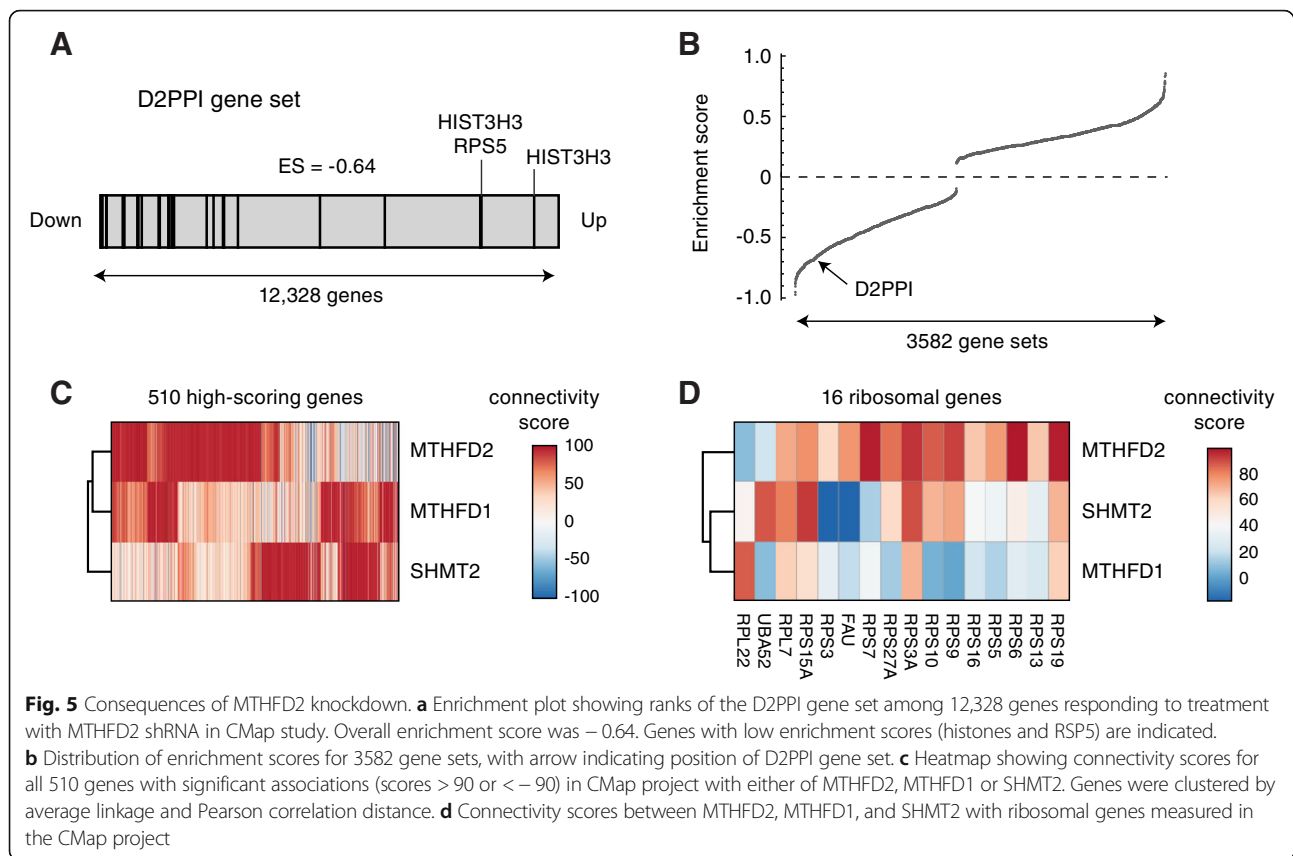 A
D2PPI gene set
HIST3H3
RPS5
HIST3H3
ES = -0.64
Down
Up
12,328 genes
B
Enrichment score
1.0
0.5
0
-0.5
-1.0
D2PPI
3582 gene sets
C
510 high-scoring genes
connectivity
score
MTHFD2
MTHFD1
SHMT2
100
50
0
-50
-100
D
16 ribosomal genes
connectivity
score
MTHFD2
SHMT2
MTHFD1
80
60
40
20
0
RPL22
UBA52
RPL7
RPS15A
RPS3
FAU
RPS7
RPS27A
RPS3A
RPS10
RPS9
RPS16
RPS5
RPS6
RPS13
RPS19
Fig. 5 Consequences of MTHFD2 knockdown. a Enrichment plot showing ranks of the D2PPI gene set among 12,328 genes responding to treatment
with MTHFD2 shRNA in CMap study. Overall enrichment score was − 0.64. Genes with low enrichment scores (histones and RSP5) are indicated.
b Distribution of enrichment scores for 3582 gene sets, with arrow indicating position of D2PPI gene set. c Heatmap showing connectivity scores for
all 510 genes with significant associations (scores > 90 or < − 90) in CMap project with either of MTHFD2, MTHFD1 or SHMT2. Genes were clustered by
average linkage and Pearson correlation distance. d Connectivity scores between MTHFD2, MTHFD1, and SHMT2 with ribosomal genes measured in
the CMap project